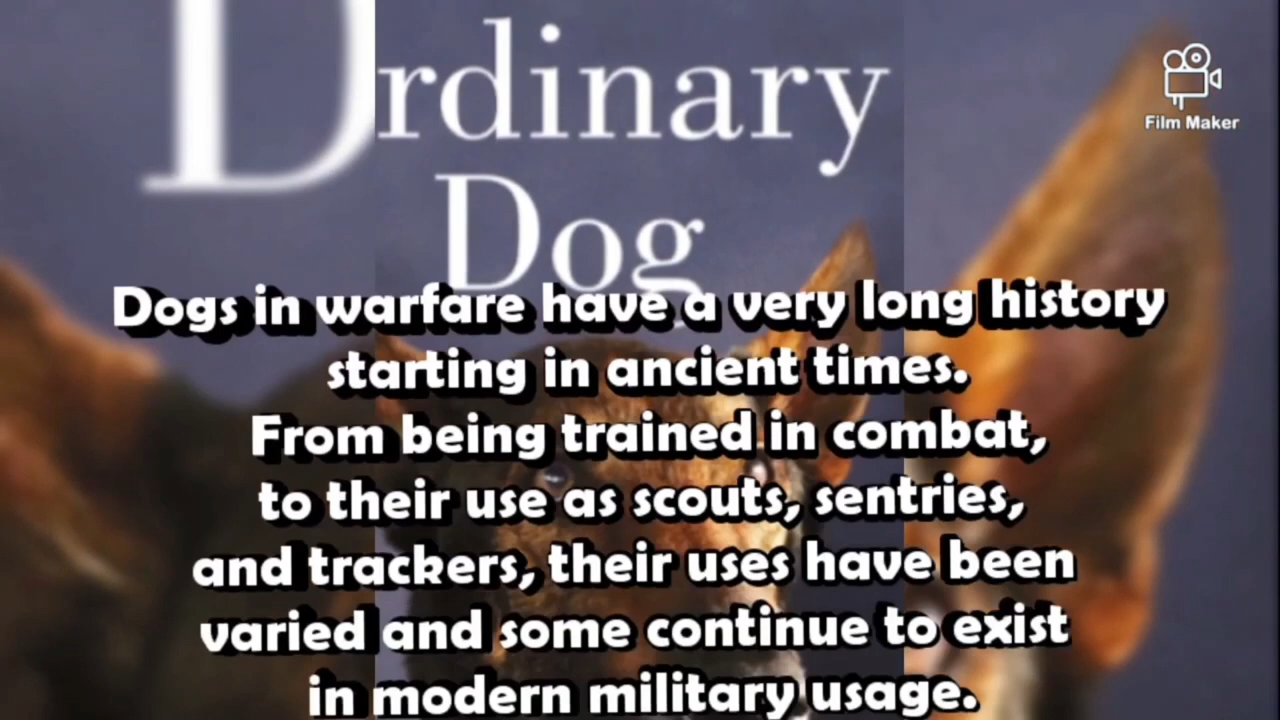 rdinary
Dog
Film Maker
Dogs in warfare have a very long history
starting in ancient times.
From being trained in combat,
to their use as scouts, sentries,
and trackers, their uses have been
varied and some continue to exist
in modern military usage.